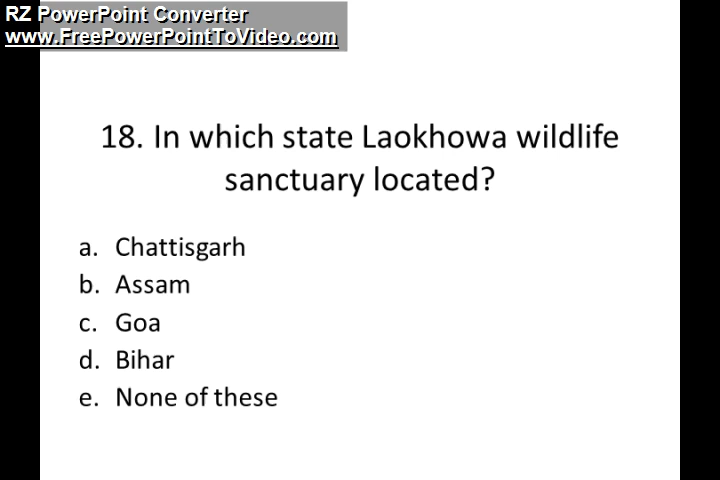 RZ PowerPoint Converter
www.FreePowerPointToVideo.com
18. In which state Laokhowa wildlife
sanctuary located?
a. Chattisgarh
b. Assam
c. Goa
d. Bihar
e. None of these